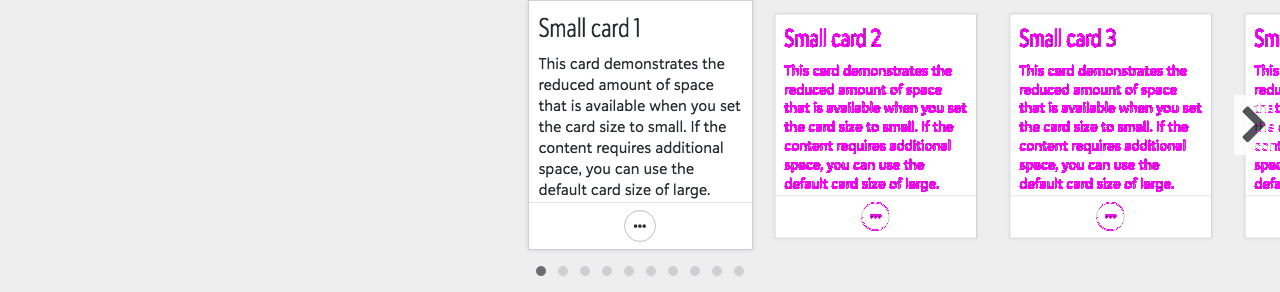 Small card 1
This card demonstrates the
reduced amount of space
that is available when you set
the card size to small. If the
content requires additional
space, you can use the
default card size of large.
Small card 2
This card demonstrates the
reduced amount of space
that is available when you set
the card size to small. If the
content requires additional
space, you can use the
default card size of large.
Small card 3
This card demonstrates the
reduced amount of space
that is available when you set
the card size to small. If the
content requires additional
space, you can use the
default card size of large.